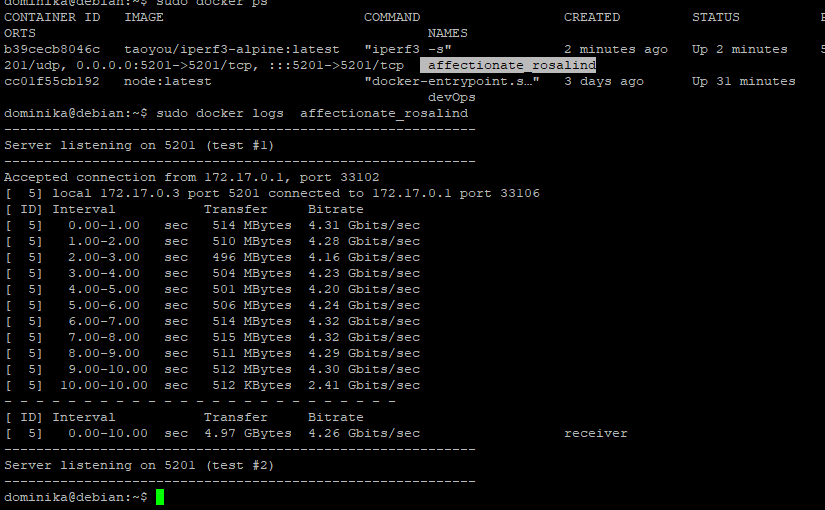 dominika@debian:~$ sudo docker ps
CONTAINER ID   IMAGE                         COMMAND                  CREATED         STATUS          P
ORTS                                                 NAMES
b39cecb8046c   taoyou/iperf3-alpine:latest   "iperf3 -s"              2 minutes ago   Up 2 minutes    5
201/udp, 0.0.0.0:5201->5201/tcp, :::5201->5201/tcp   affectionate_rosalind
cc01f55cb192   node:latest                   "docker-entrypoint.s…"   3 days ago      Up 31 minutes
                                                     devOps
dominika@debian:~$ sudo docker logs  affectionate_rosalind
-----------------------------------------------------------
Server listening on 5201 (test #1)
-----------------------------------------------------------
Accepted connection from 172.17.0.1, port 33102
[  5] local 172.17.0.3 port 5201 connected to 172.17.0.1 port 33106
[ ID] Interval           Transfer     Bitrate
[  5]   0.00-1.00   sec   514 MBytes  4.31 Gbits/sec
[  5]   1.00-2.00   sec   510 MBytes  4.28 Gbits/sec
[  5]   2.00-3.00   sec   496 MBytes  4.16 Gbits/sec
[  5]   3.00-4.00   sec   504 MBytes  4.23 Gbits/sec
[  5]   4.00-5.00   sec   501 MBytes  4.20 Gbits/sec
[  5]   5.00-6.00   sec   506 MBytes  4.24 Gbits/sec
[  5]   6.00-7.00   sec   514 MBytes  4.32 Gbits/sec
[  5]   7.00-8.00   sec   515 MBytes  4.32 Gbits/sec
[  5]   8.00-9.00   sec   511 MBytes  4.29 Gbits/sec
[  5]   9.00-10.00  sec   512 MBytes  4.30 Gbits/sec
[  5]  10.00-10.00  sec   512 KBytes  2.41 Gbits/sec
- - - - - - - - - - - - - - - - - - - - - - - - -
[ ID] Interval           Transfer     Bitrate
[  5]   0.00-10.00  sec  4.97 GBytes  4.26 Gbits/sec                  receiver
-----------------------------------------------------------
Server listening on 5201 (test #2)
-----------------------------------------------------------
dominika@debian:~$